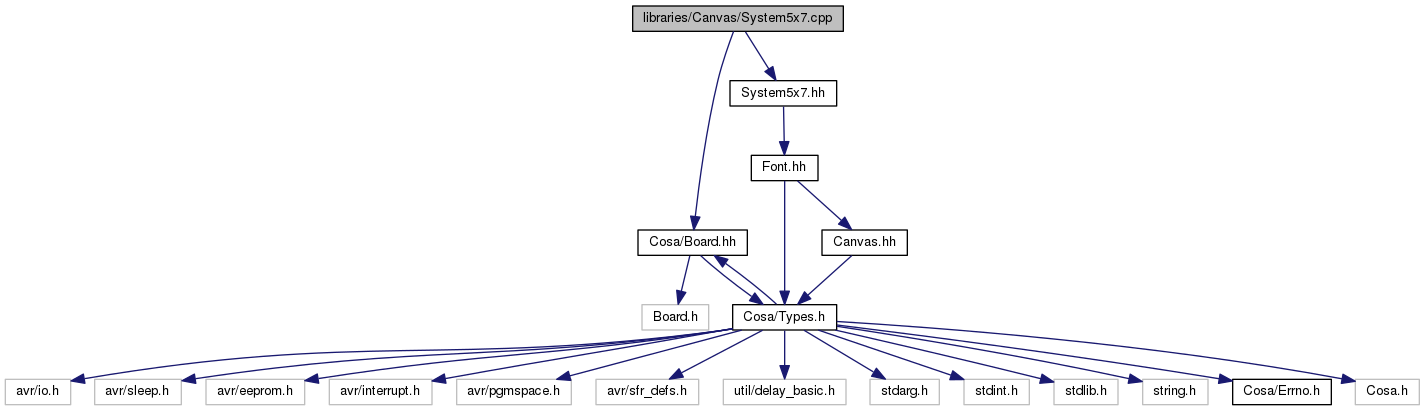 libraries/Canvas/System5x7.cpp
System5x7.hh
Font.hh
Cosa/Board.hh
Canvas.hh
Board.h
Cosa/Types.h
avr/io.h
avr/sleep.h
avr/eeprom.h
avr/interrupt.h
avr/pgmspace.h
avr/sfr_defs.h
util/delay_basic.h
stdarg.h
stdint.h
stdlib.h
string.h
Cosa/Errno.h
Cosa.h